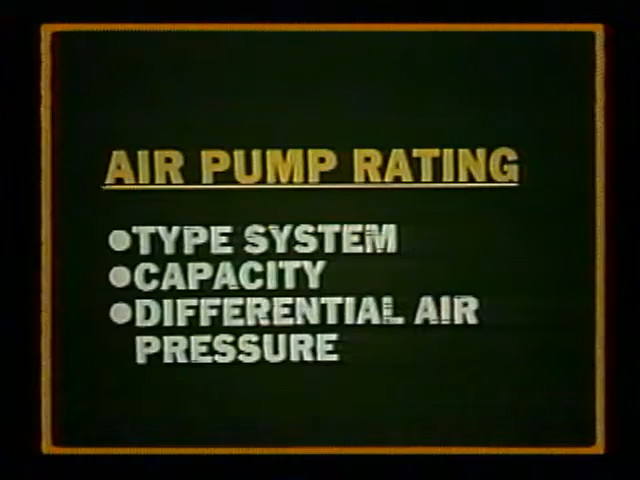 AIR PUMP RATING
●TYPE SYSTEM
●CAPACITY
●DIFFERENTIAL AIR
PRESSURE